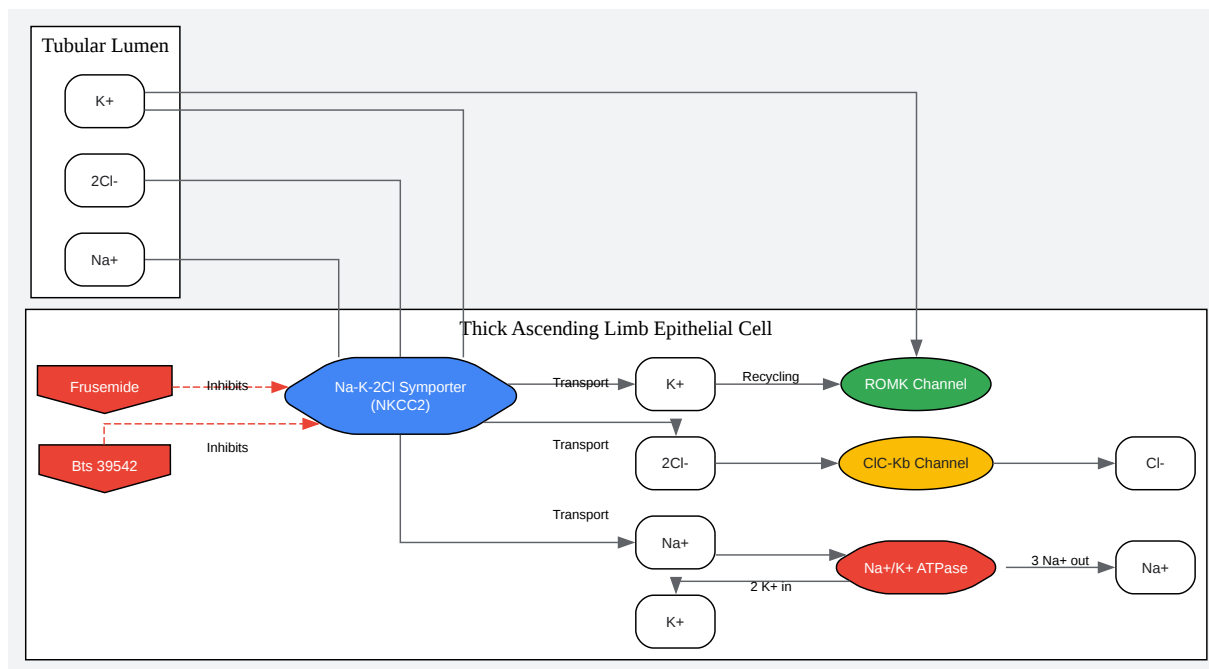 Tubular Lumen
K+
2Cl-
Na+
Thick Ascending Limb Epithelial Cell
Frusemide
Inhibits
Na-K-2Cl Symporter
(NKCC2)
Transport
K+
Recycling
ROMK Channel
Bts 39542
Inhibits
Transport
2Cl-
ClC-Kb Channel
Cl-
Transport
Na+
Na+/K+ ATPase
3 Na+ out
Na+
2 K+ in
K+